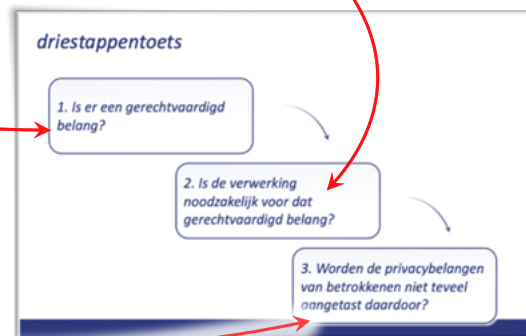 driestappentoets
1. Is er een gerechtvaardigd
belang?
2. Is de verwerking
noodzakelijk voor dat
gerechtvaardigd belang?
3. Worden de privacybelangen
van betrokkenen niet teveel
aangetast daardoor?